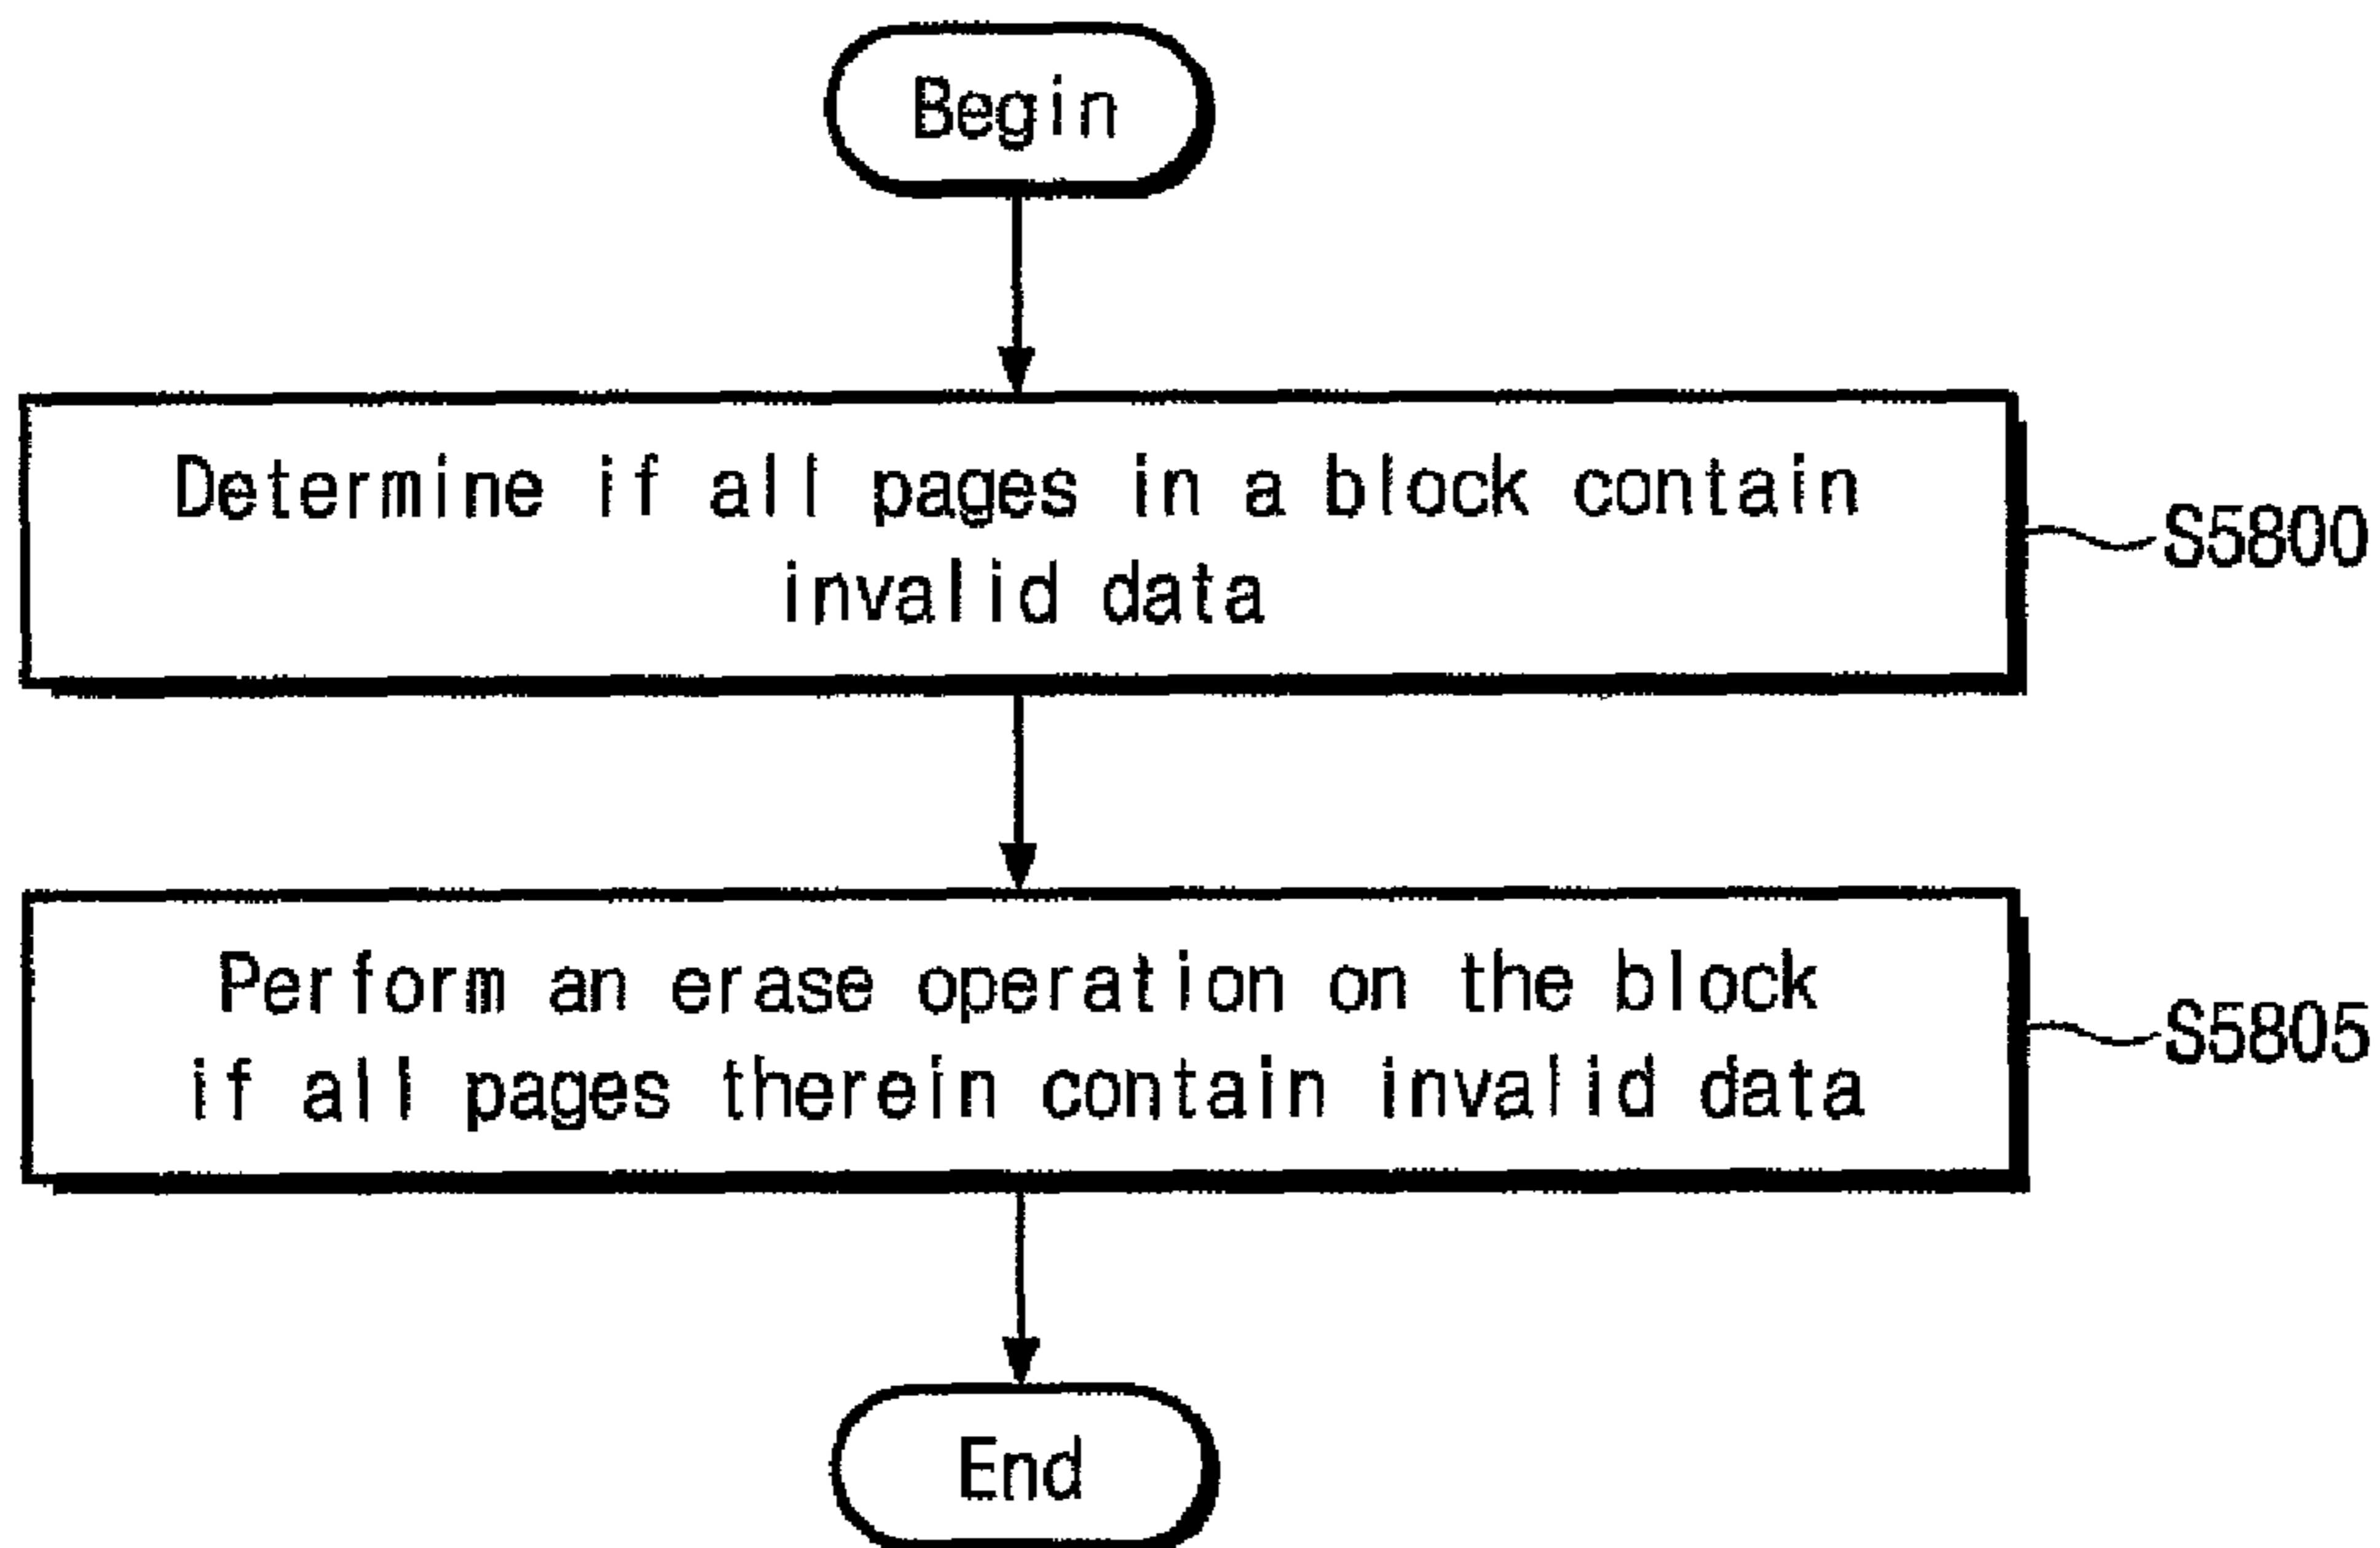 Begin
Determine if all pages in a block contain
invalid data
S5800
Perform an erase operation on the block
if all pages therein contain invalid data
S5805
End